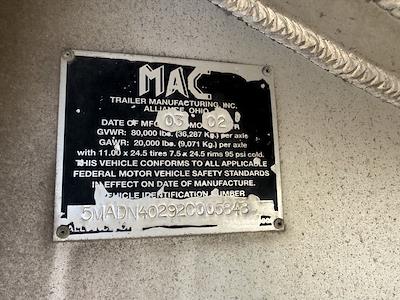 MAC
TRAILER MANUFACTURING, INC.
ALLIANCE, OHIO
DATE OF MFG 03 MO 02
GVWR: 80,000 lbs. (36,287 Kg.) per axle
GAWR: 20,000 lbs. (9,071 Kg.) per axle
with 11.00 x 24.5 tires 7.5 x 24.5 rims 95 psi cold.
THIS VEHICLE CONFORMS TO ALL APPLICABLE
FEDERAL MOTOR VEHICLE SAFETY STANDARDS
IN EFFECT ON DATE OF MANUFACTURE.
VEHICLE IDENTIFICATION NUMBER
5MADN40292C005848